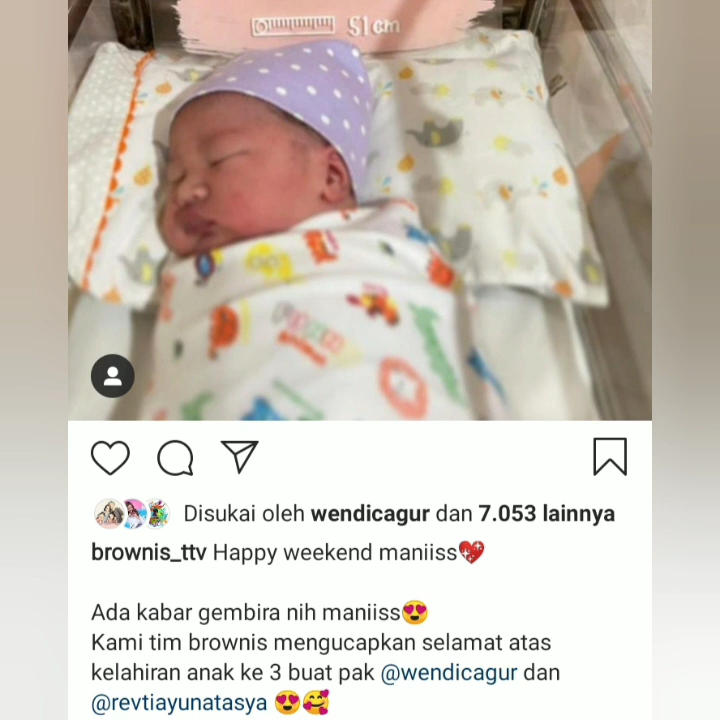 51 cm
Disukai oleh wendicagur dan 7.053 lainnya
brownis_ttv Happy weekend maniiss💖
Ada kabar gembira nih maniiss😍
Kami tim brownis mengucapkan selamat atas
kelahiran anak ke 3 buat pak @wendicagur dan
@revtiayunatasya 😍🥰